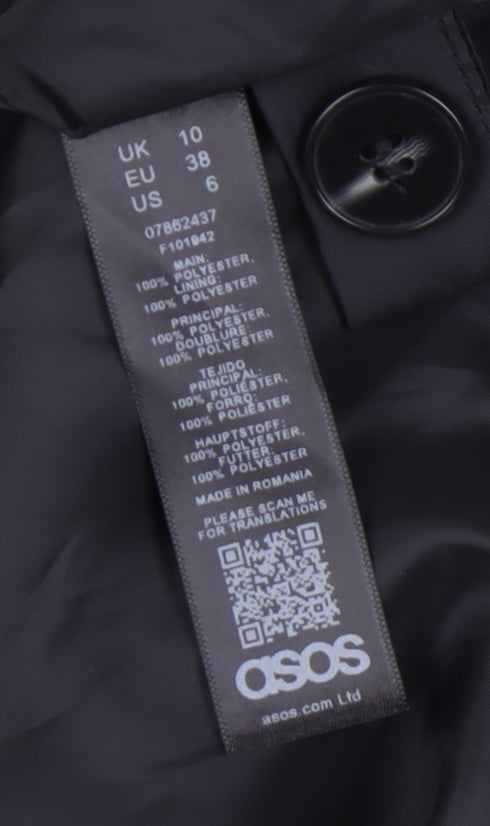 UK 10
EU 38
US 6
07862437
F101942
MAIN:
100% POLYESTER.
LINING:
100% POLYESTER
PRINCIPAL:
100% POLYESTER.
DOUBLURE:
100% POLYESTER
TEJIDO
PRINCIPAL:
100% POLIÉSTER.
FORRO:
100% POLIÉSTER
HAUPTSTOFF:
100% POLYESTER.
FUTTER:
100% POLYESTER
MADE IN ROMANIA
PLEASE SCAN ME
FOR TRANSLATIONS
asos
asos.com Ltd